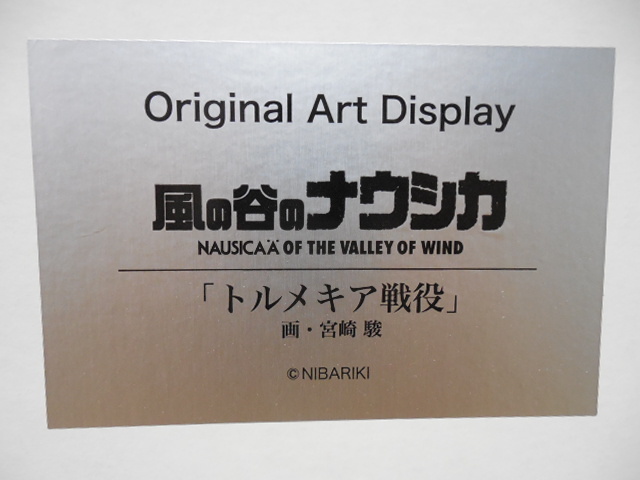 Original Art Display
風の谷のナウシカ
NAUSICAÄ OF THE VALLEY OF WIND
「トルメキア戦役」
画・宮崎 駿
©NIBARIKI